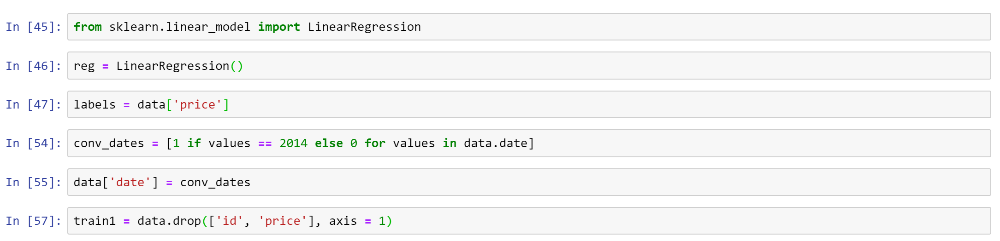 In [45]: from sklearn.linear_model import LinearRegression
In [46]: reg = LinearRegression()
In [47]: labels = data['price']
In [54]: conv_dates = [1 if values == 2014 else 0 for values in data.date]
In [55]: data['date'] = conv_dates
In [57]: train1 = data.drop(['id', 'price'], axis = 1)